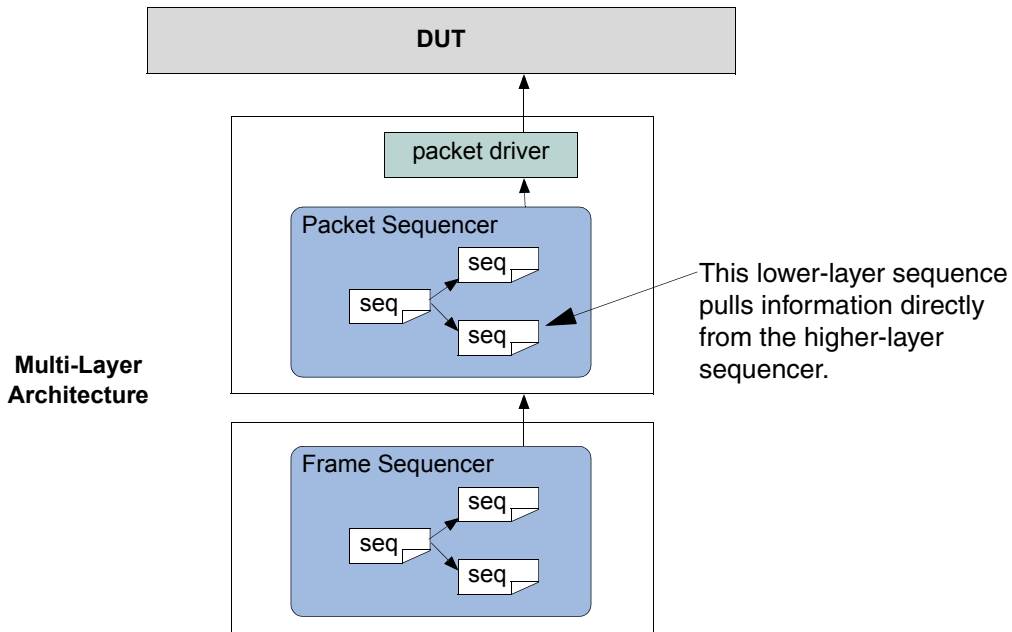 DUT
packet driver
Packet Sequencer
seq
seq
seq
This lower-layer sequence
pulls information directly
from the higher-layer
sequencer.
Multi-Layer
Architecture
Frame Sequencer
seq
seq
seq